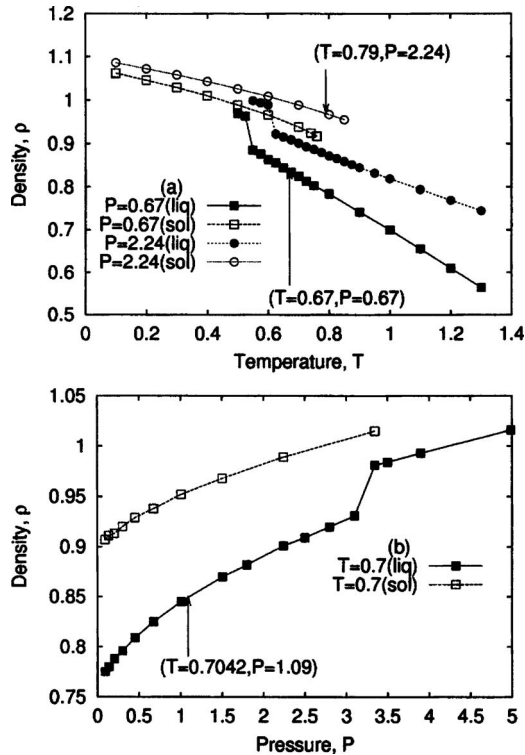 1.2
1.1
1
0.9
0.8
0.7
0.6
0.5
Density, ρ
(T=0.79,P=2.24)
(a)
P=0.67(liq)
P=0.67(sol)
P=2.24(liq)
P=2.24(sol)
(T=0.67,P=0.67)
0 0.2 0.4 0.6 0.8 1 1.2 1.4
Temperature, T
1.05
1
0.95
0.9
0.85
0.8
0.75
Density, ρ
(b)
T=0.7(liq)
T=0.7(sol)
(T=0.7042,P=1.09)
0 0.5 1 1.5 2 2.5 3 3.5 4 4.5 5
Pressure, P